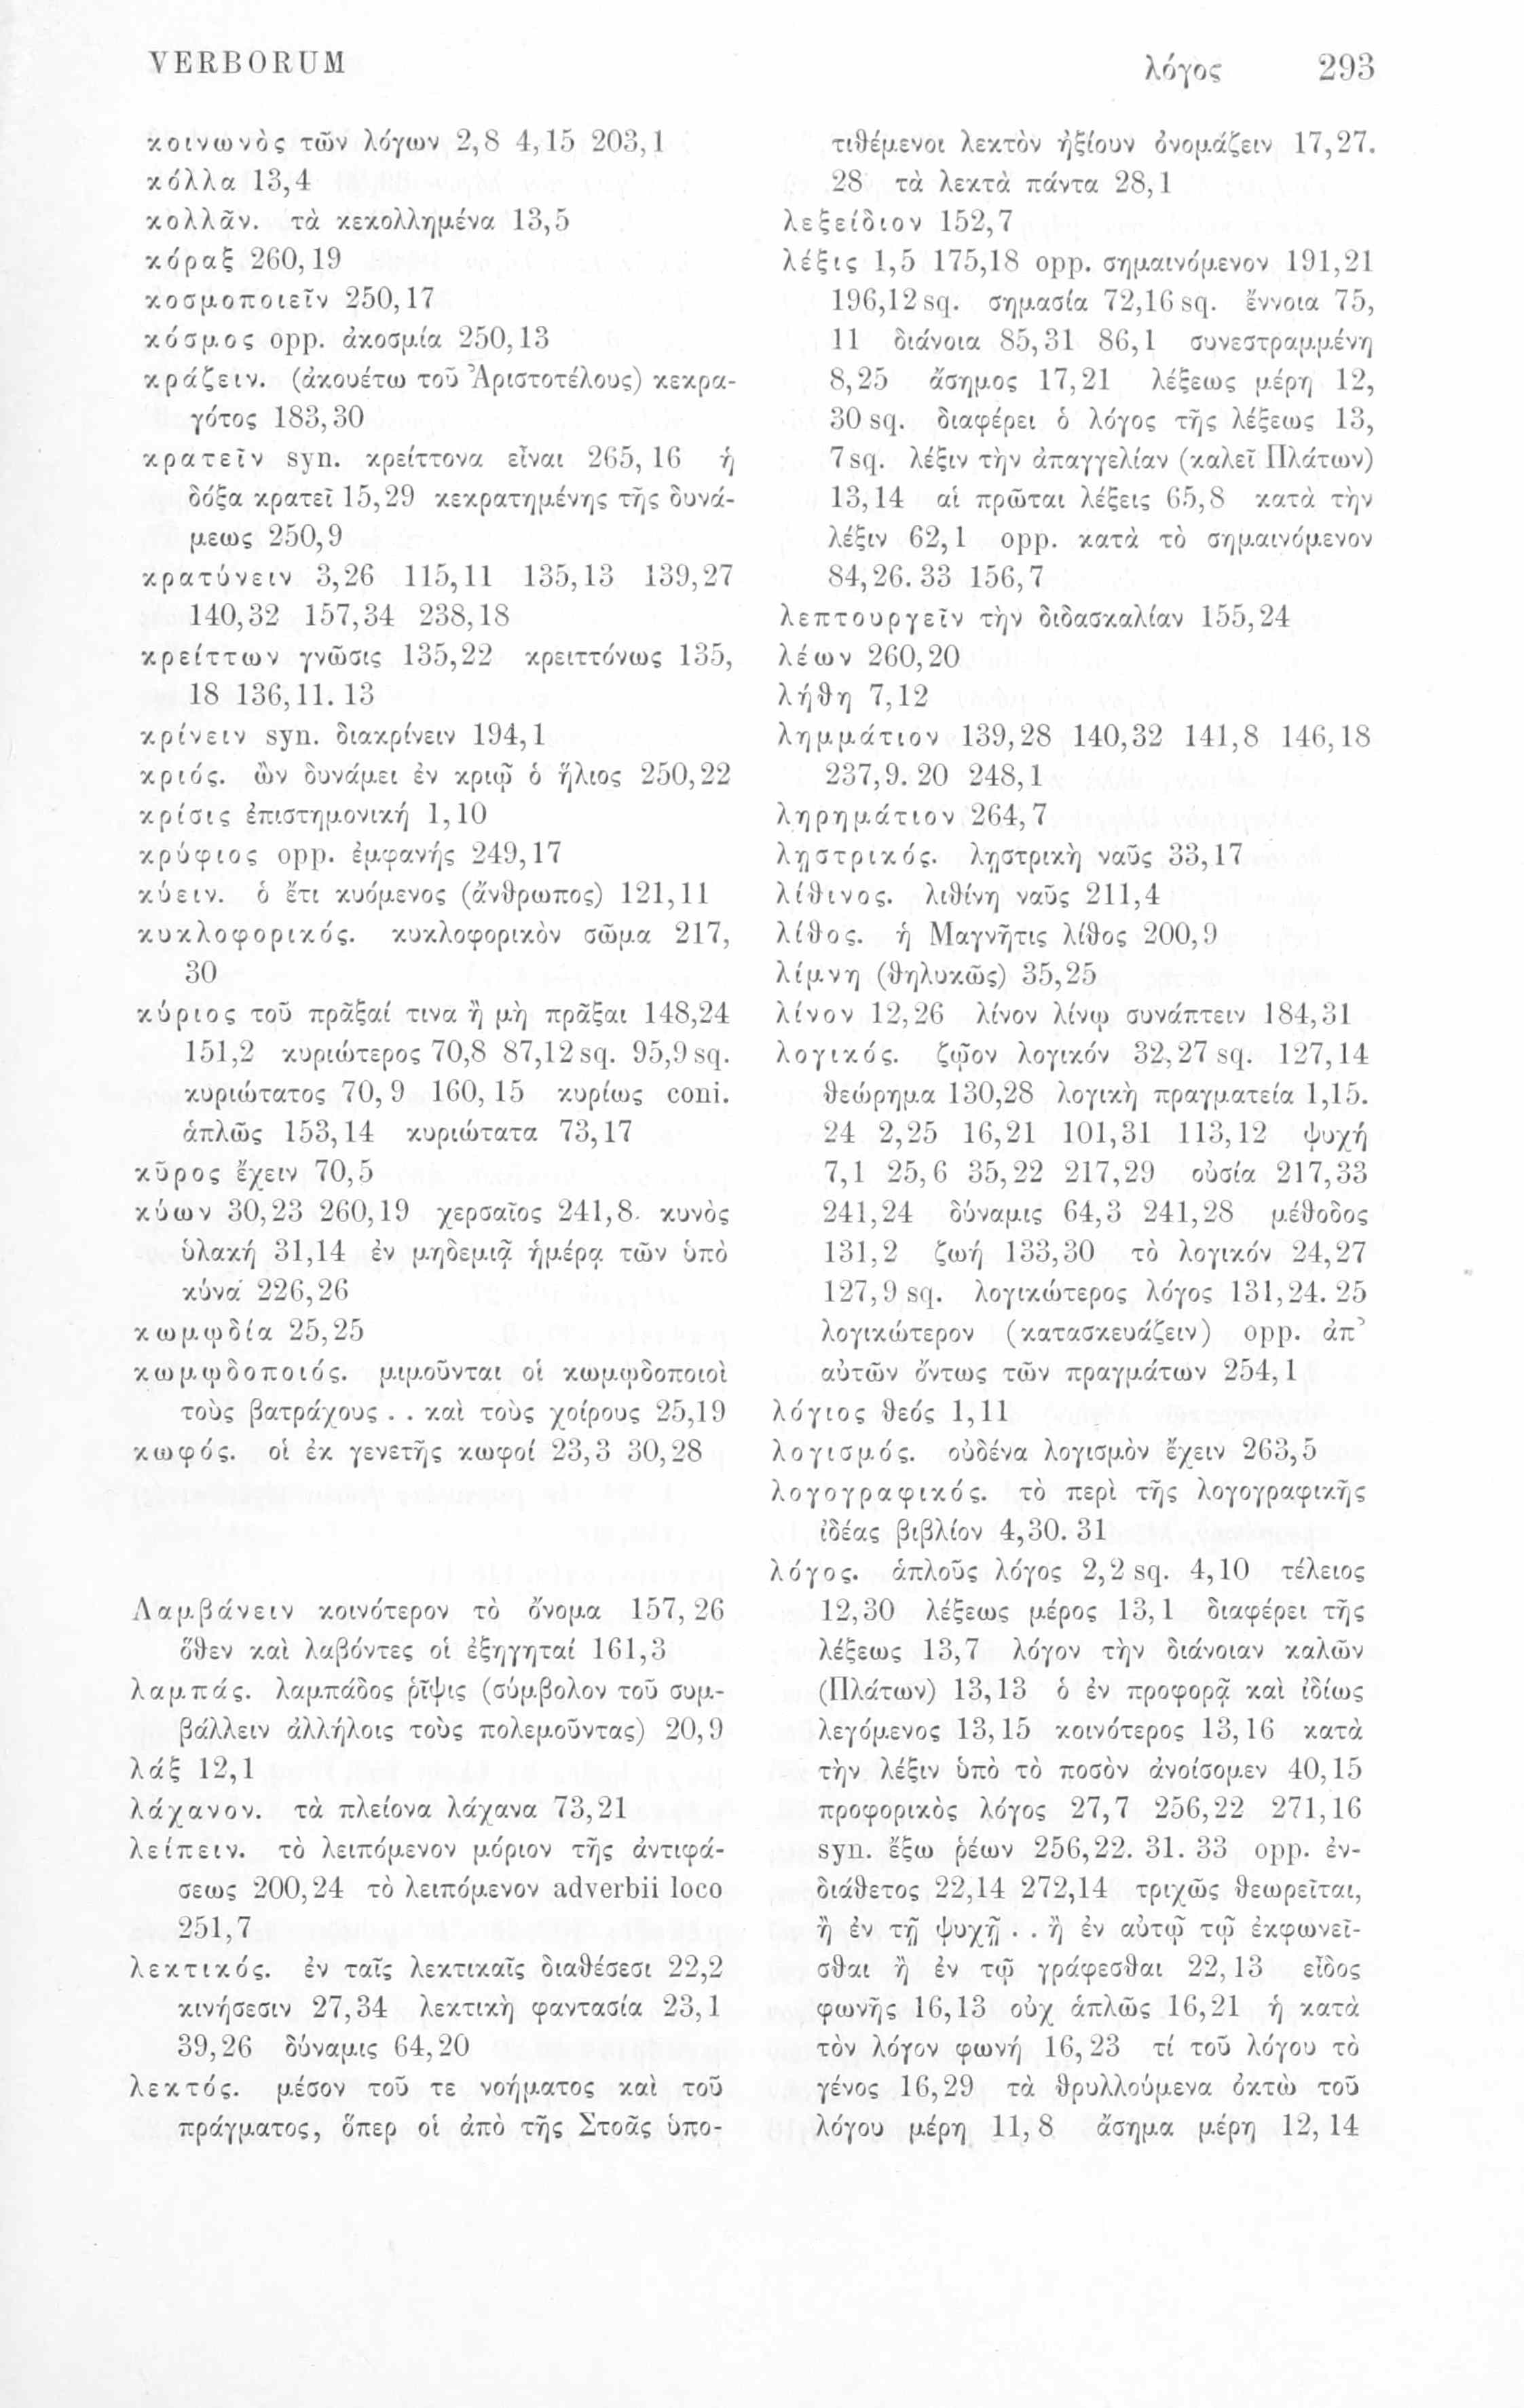 VERBORUM
λόγος 293
κοινωνὸς τῶν λόγων 2,8 4,15 203,1
κόλλα 13,4
κολλᾶν. τὰ κεκολλημένα 13,5
κόραξ 260,19
κοσμοποιεῖν 250,17
κόσμος opp. ἀκοσμία 250,13
κράζειν. (ἀκουέτω τοῦ Ἀριστοτέλους) κεκρα-
γότος 183,30
κρατεῖν syn. κρείττονα εἶναι 265,16 ἡ
δόξα κρατεῖ 15,29 κεκρατημένης τῆς δυνά-
μεως 250,9
κρατύνειν 3,26 115,11 135,13 139,27
140,32 157,34 238,18
κρείττων γνῶσις 135,22 κρειττόνως 135,
18 136,11. 13
κρίνειν syn. διακρίνειν 194,1
κριός. ὢν δυνάμει ἐν κριῷ ὁ ἥλιος 250,22
κρίσις ἐπιστημονική 1,10
κρύφιος opp. ἐμφανής 249,17
κύειν. ὁ ἔτι κυόμενος (ἄνθρωπος) 121,11
κυκλοφορικός. κυκλοφορικὸν σῶμα 217,
30
κύριος τοῦ πρᾶξαί τινα ἢ μὴ πρᾶξαι 148,24
151,2 κυριώτερος 70,8 87,12 sq. 95,9 sq.
κυριώτατος 70,9 160,15 κυρίως coni.
ἁπλῶς 153,14 κυριώτατα 73,17
κῦρος ἔχειν 70,5
κύων 30,23 260,19 χερσαῖος 241,8. κυνὸς
ὑλακή 31,14 ἐν μηδεμιᾷ ἡμέρᾳ τῶν ὑπὸ
κύνα 226,26
κωμῳδία 25,25
κωμῳδοποιός. μιμοῦνται οἱ κωμῳδοποιοὶ
τοὺς βατράχους . . καὶ τοὺς χοίρους 25,19
κωφός. οἱ ἐκ γενετῆς κωφοί 23,3 30,28
Λαμβάνειν κοινότερον τὸ ὄνομα 157,26
ὅθεν καὶ λαβόντες οἱ ἐξηγηταί 161,3
λαμπάς. λαμπάδος ῥῖψις (σύμβολον τοῦ συμ-
βάλλειν ἀλλήλοις τοὺς πολεμοῦντας) 20,9
λάξ 12,1
λάχανον. τὰ πλείονα λάχανα 73,21
λείπειν. τὸ λειπόμενον μόριον τῆς ἀντιφά-
σεως 200,24 τὸ λειπόμενον adverbii loco
251,7
λεκτικός. ἐν ταῖς λεκτικαῖς διαθέσεσι 22,2
κινήσεσιν 27,34 λεκτικὴ φαντασία 23,1
39,26 δύναμις 64,20
λεκτός. μέσον τοῦ τε νοήματος καὶ τοῦ
πράγματος, ὅπερ οἱ ἀπὸ τῆς Στοᾶς ὑπο-
τιθέμενοι λεκτὸν ἠξίουν ὀνομάζειν 17,27.
28 τὰ λεκτὰ πάντα 28,1
λεξείδιον 152,7
λέξις 1,5 175,18 opp. σημαινόμενον 191,21
196,12 sq. σημασία 72,16 sq. ἔννοια 75,
11 διάνοια 85,31 86,1 συνεστραμμένη
8,25 ἄσημος 17,21 λέξεως μέρη 12,
30 sq. διαφέρει ὁ λόγος τῆς λέξεως 13,
7 sq. λέξιν τὴν ἀπαγγελίαν (καλεῖ Πλάτων)
13,14 αἱ πρῶται λέξεις 65,8 κατὰ τὴν
λέξιν 62,1 opp. κατὰ τὸ σημαινόμενον
84,26. 33 156,7
λεπτουργεῖν τὴν διδασκαλίαν 155,24
λέων 260,20
λήθη 7,12
λημμάτιον 139,28 140,32 141,8 146,18
237,9. 20 248,1
ληρημάτιον 264,7
λῃστρικός. λῃστρικὴ ναῦς 33,17
λίθινος. λιθίνη ναῦς 211,4
λίθος. ἡ Μαγνῆτις λίθος 200,9
λίμνη (θηλυκῶς) 35,25
λίνον 12,26 λίνον λίνῳ συνάπτειν 184,31
λογικός. ζῷον λογικόν 32,27 sq. 127,14
θεώρημα 130,28 λογικὴ πραγματεία 1,15.
24 2,25 16,21 101,31 113,12 ψυχή
7,1 25,6 35,22 217,29 οὐσία 217,33
241,24 δύναμις 64,3 241,28 μέθοδος
131,2 ζωή 133,30 τὸ λογικόν 24,27
127,9 sq. λογικώτερος λόγος 131,24. 25
λογικώτερον (κατασκευάζειν) opp. ἀπ’
αὐτῶν ὄντως τῶν πραγμάτων 254,1
λόγιος θεός 1,11
λογισμός. οὐδένα λογισμὸν ἔχειν 263,5
λογογραφικός. τὸ περὶ τῆς λογογραφικῆς
ἰδέας βιβλίον 4,30. 31
λόγος. ἁπλοῦς λόγος 2,2 sq. 4,10 τέλειος
12,30 λέξεως μέρος 13,1 διαφέρει τῆς
λέξεως 13,7 λόγον τὴν διάνοιαν καλῶν
(Πλάτων) 13,13 ὁ ἐν προφορᾷ καὶ ἰδίως
λεγόμενος 13,15 κοινότερος 13,16 κατὰ
τὴν λέξιν ὑπὸ τὸ ποσὸν ἀνοίσομεν 40,15
προφορικὸς λόγος 27,7 256,22 271,16
syn. ἔξω ῥέων 256,22. 31. 33 opp. ἐν-
διάθετος 22,14 272,14 τριχῶς θεωρεῖται,
ἢ ἐν τῇ ψυχῇ . . ἢ ἐν αὐτῷ τῷ ἐκφωνεῖ-
σθαι ἢ ἐν τῷ γράφεσθαι 22,13 εἶδος
φωνῆς 16,13 οὐχ ἁπλῶς 16,21 ἡ κατὰ
τὸν λόγον φωνή 16,23 τί τοῦ λόγου τὸ
γένος 16,29 τὰ θρυλλούμενα ὀκτὼ τοῦ
λόγου μέρη 11,8 ἄσημα μέρη 12,14